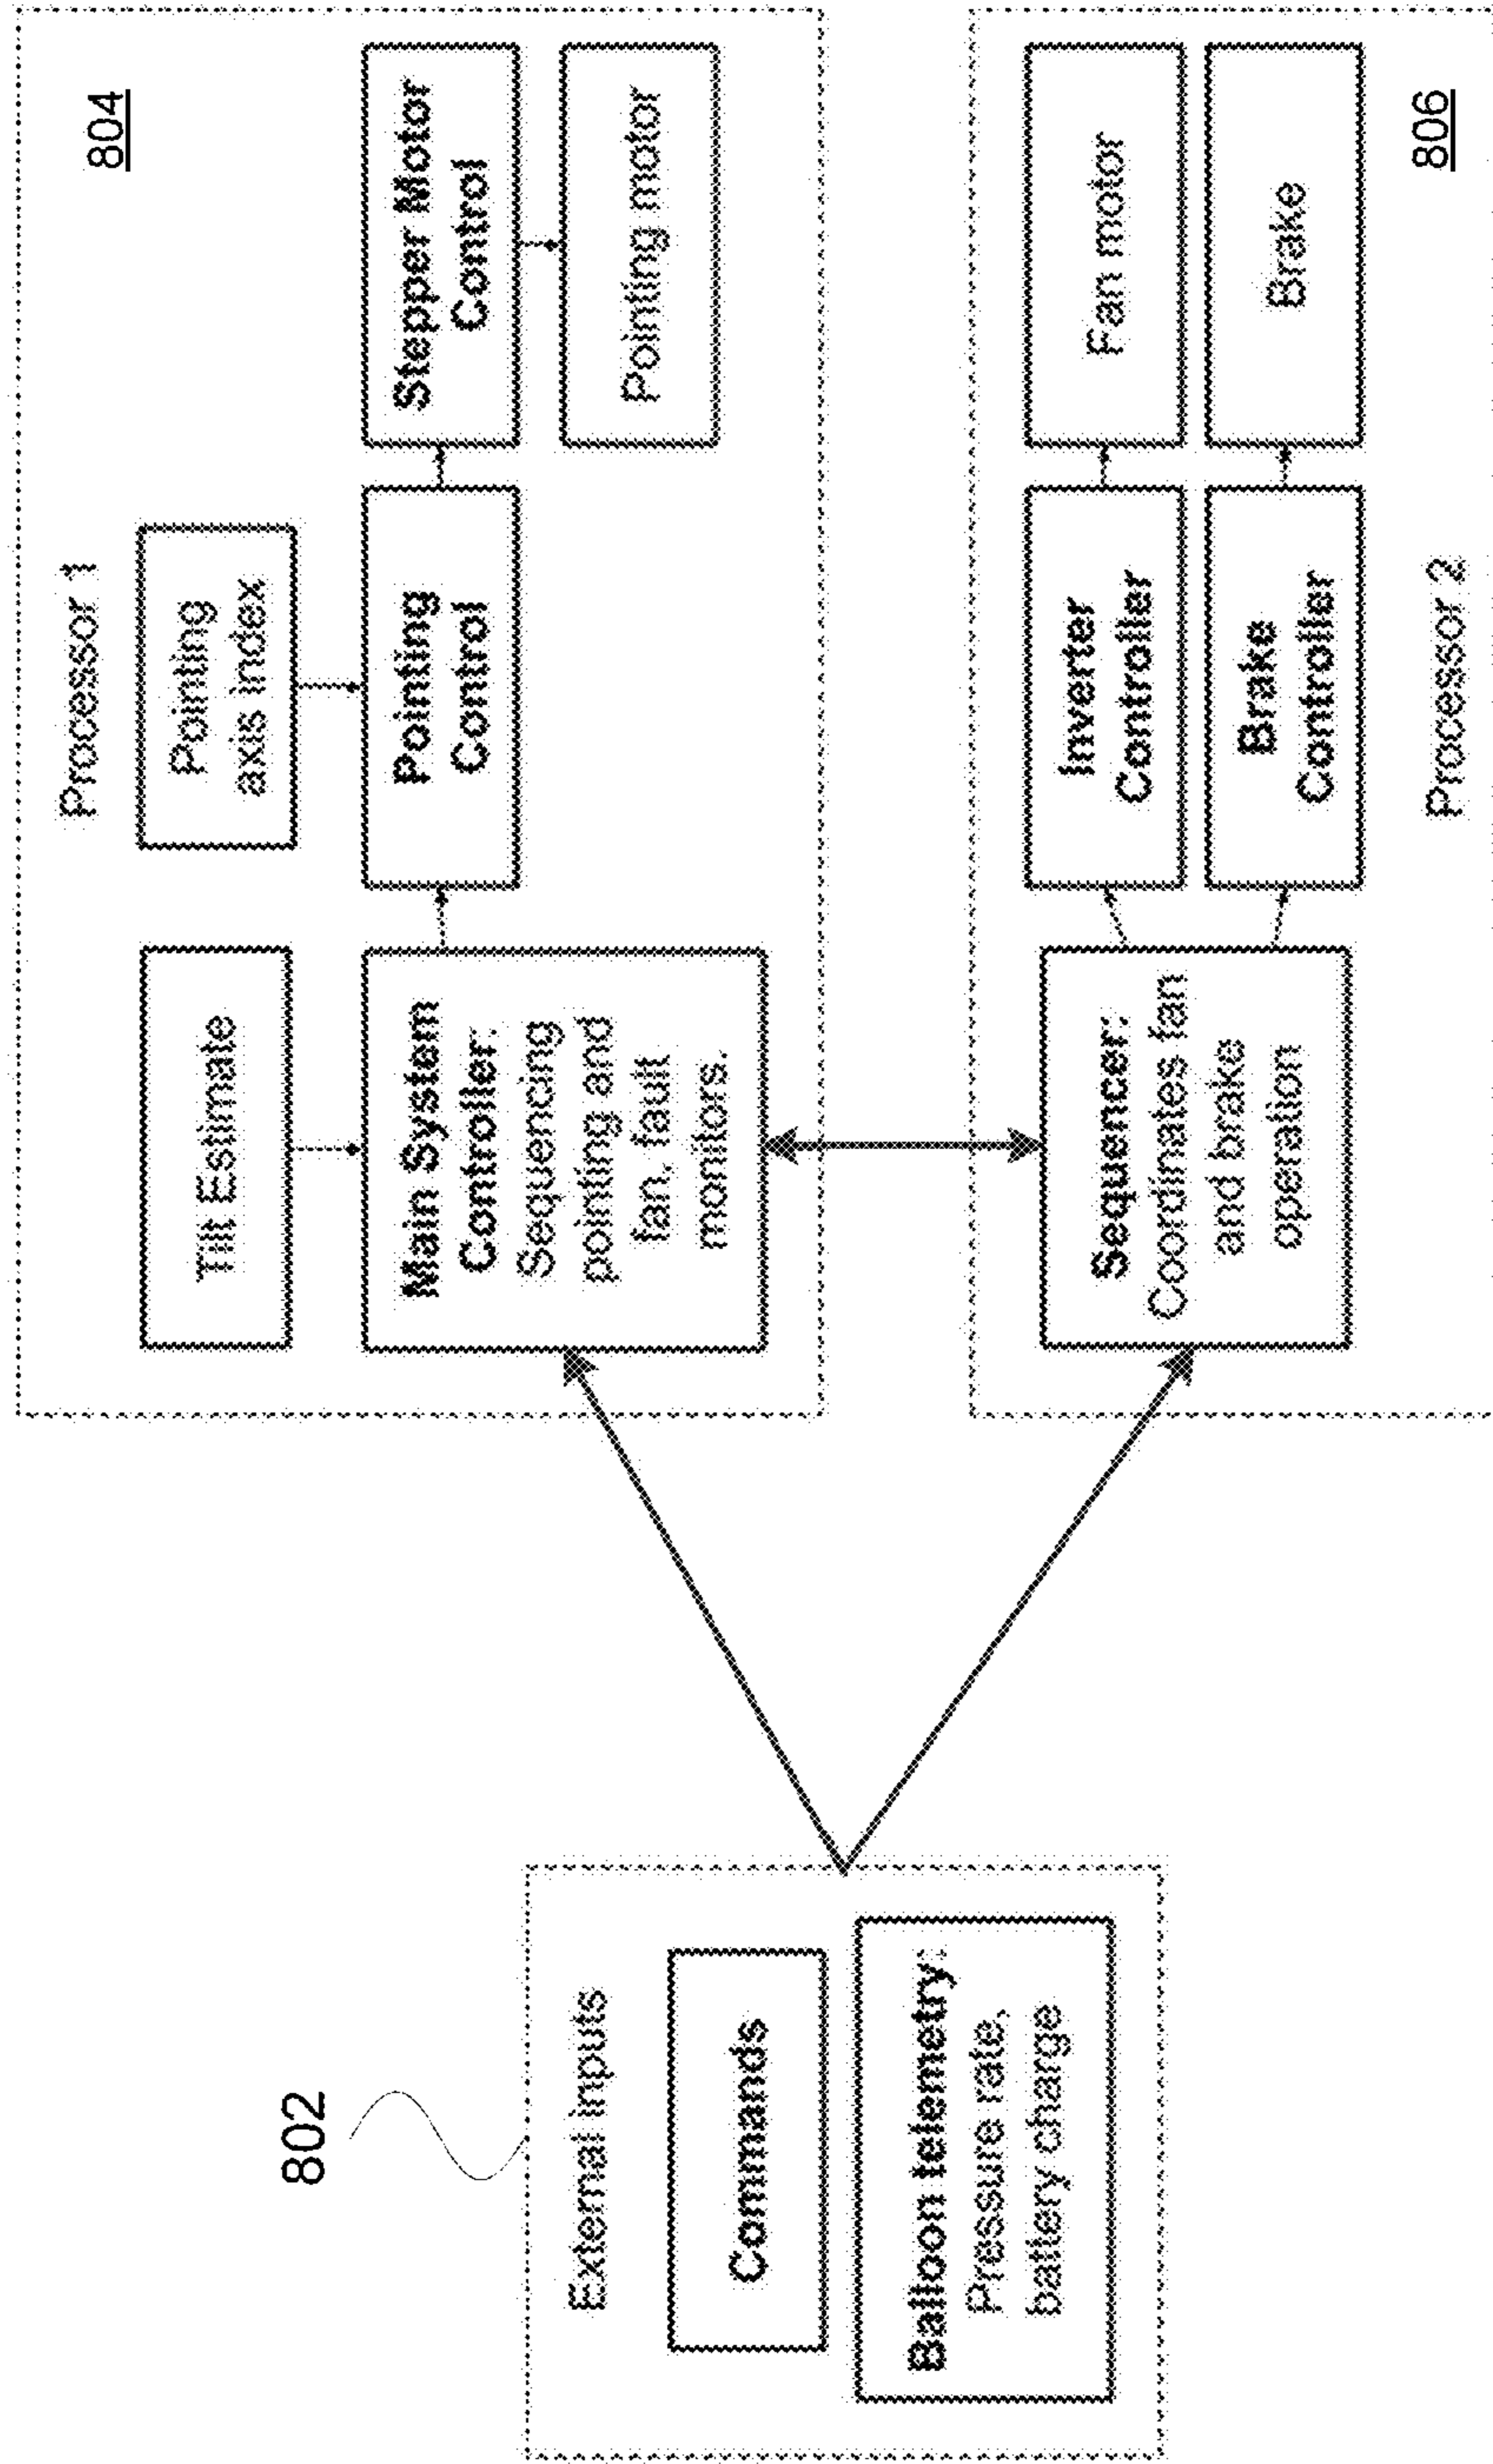 802
External inputs
Commands
Balloon telemetry:
Pressure rate,
battery charge
804
Processor 1
Tilt Estimate
Pointing
axis index
Main System
Controller:
Sequencing
pointing and
fan, fault
monitors.
Pointing
Control
Stepper Motor
Control
Pointing motor
Sequencer:
Coordinates fan
and brake
operation
Inverter
Controller
Fan motor
Brake
Controller
Brake
Processor 2
806